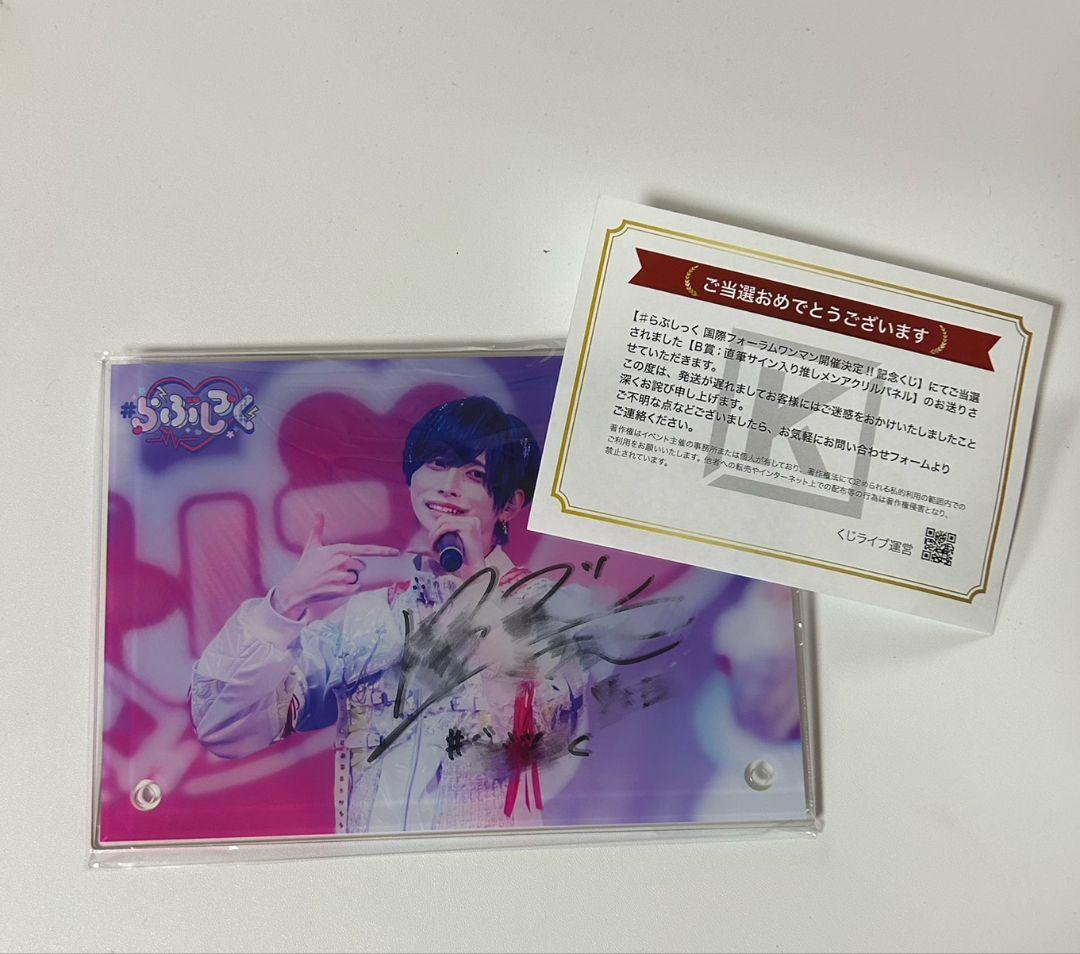 #らぶしっく
ご当選おめでとうございます
【#らぶしっく 国際フォーラムワンマン開催決定!! 記念くじ】にてご当選
されました【B賞：直筆サイン入り推しメンアクリルパネル】のお送りさ
せていただきます。
この度は、発送が遅れましてお客様にはご迷惑をおかけいたしましたこと
深くお詫び申し上げます。
ご不明な点などございましたら、お気軽にお問い合わせフォームより
ご連絡ください。
著作権はイベント主催の事務所または個人が有しており、著作権法にて定められる私的利用の範囲内での
ご利用をお願いいたします。他者への転売やインターネット上での配布等の行為は著作権侵害となり、
禁止されています。
くじライブ運営